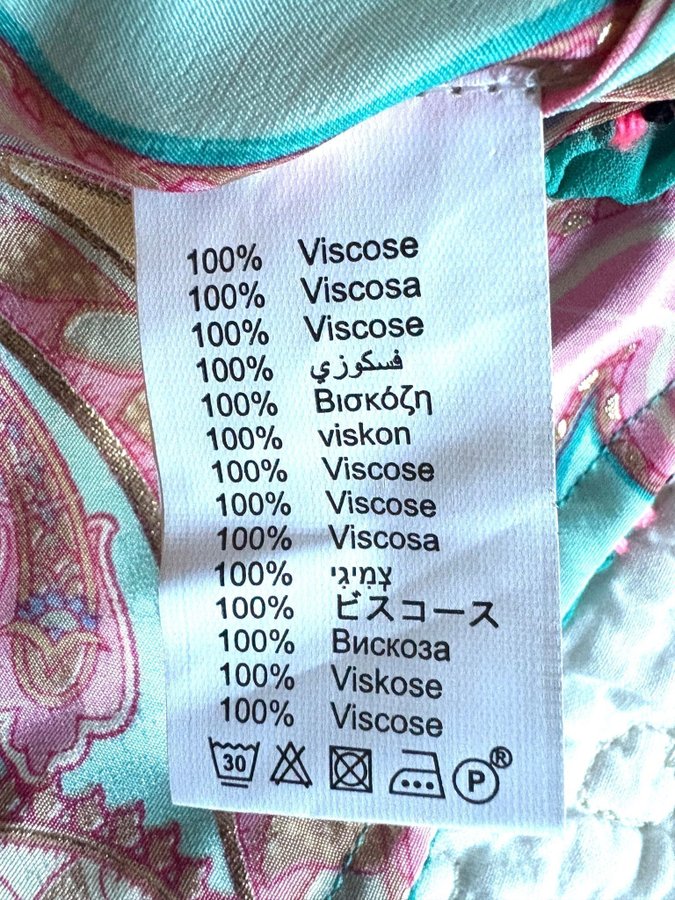 100% Viscose
100% Viscosa
100% Viscose
100% فسكوزي
100% Βισκόζη
100% viskon
100% Viscose
100% Viscose
100% Viscosa
100% צְמִיגִי
100% ビスコース
100% Вискоза
100% Viskose
100% Viscose
30 P ®